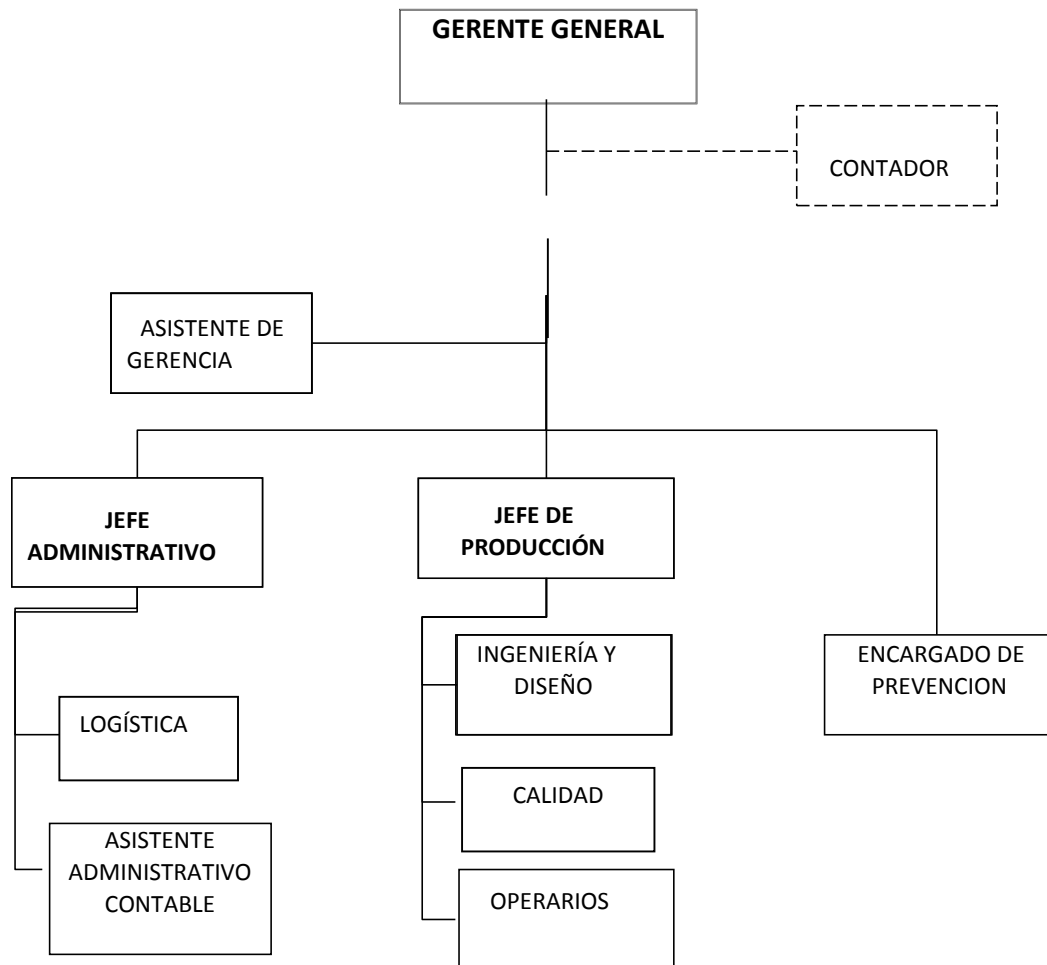 GERENTE GENERAL
CONTADOR
ASISTENTE DE
GERENCIA
JEFE
ADMINISTRATIVO
JEFE DE
PRODUCCIÓN
INGENIERÍA Y
DISEÑO
ENCARGADO DE
PREVENCION
LOGÍSTICA
CALIDAD
ASISTENTE
ADMINISTRATIVO
CONTABLE
OPERARIOS